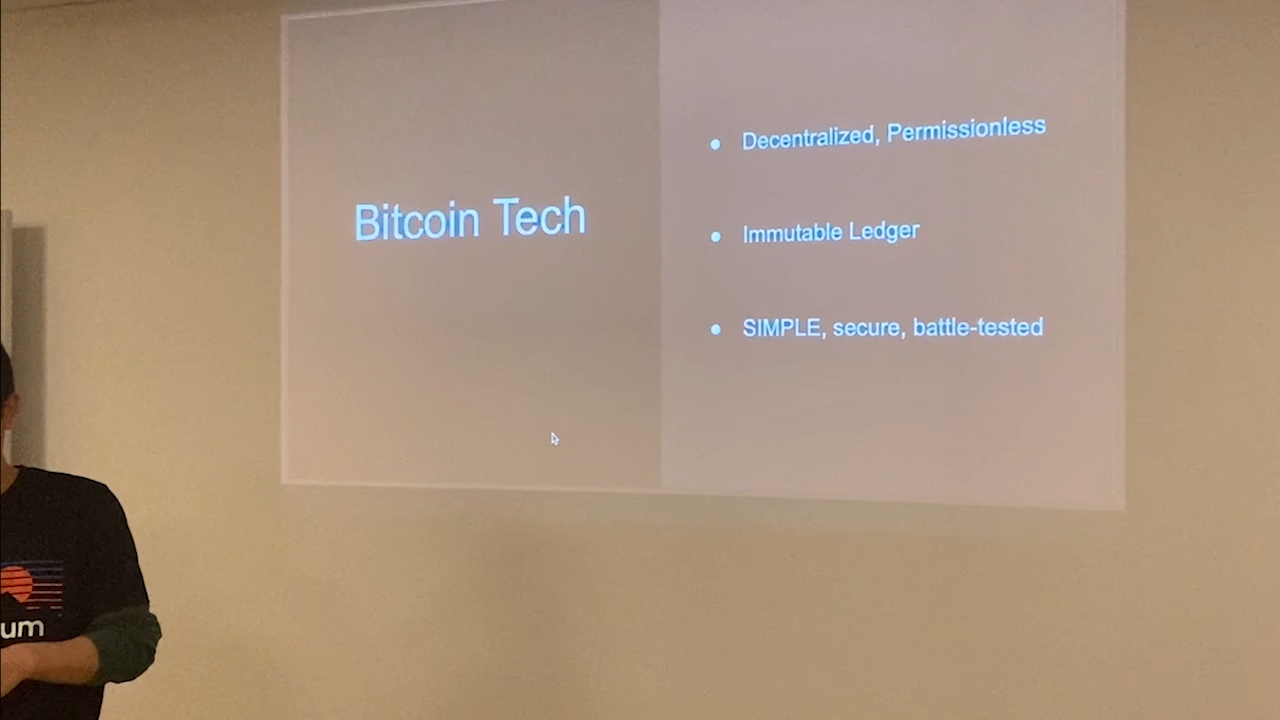 Bitcoin Tech
Decentralized, Permissionless
Immutable Ledger
SIMPLE, secure, battle-tested
um